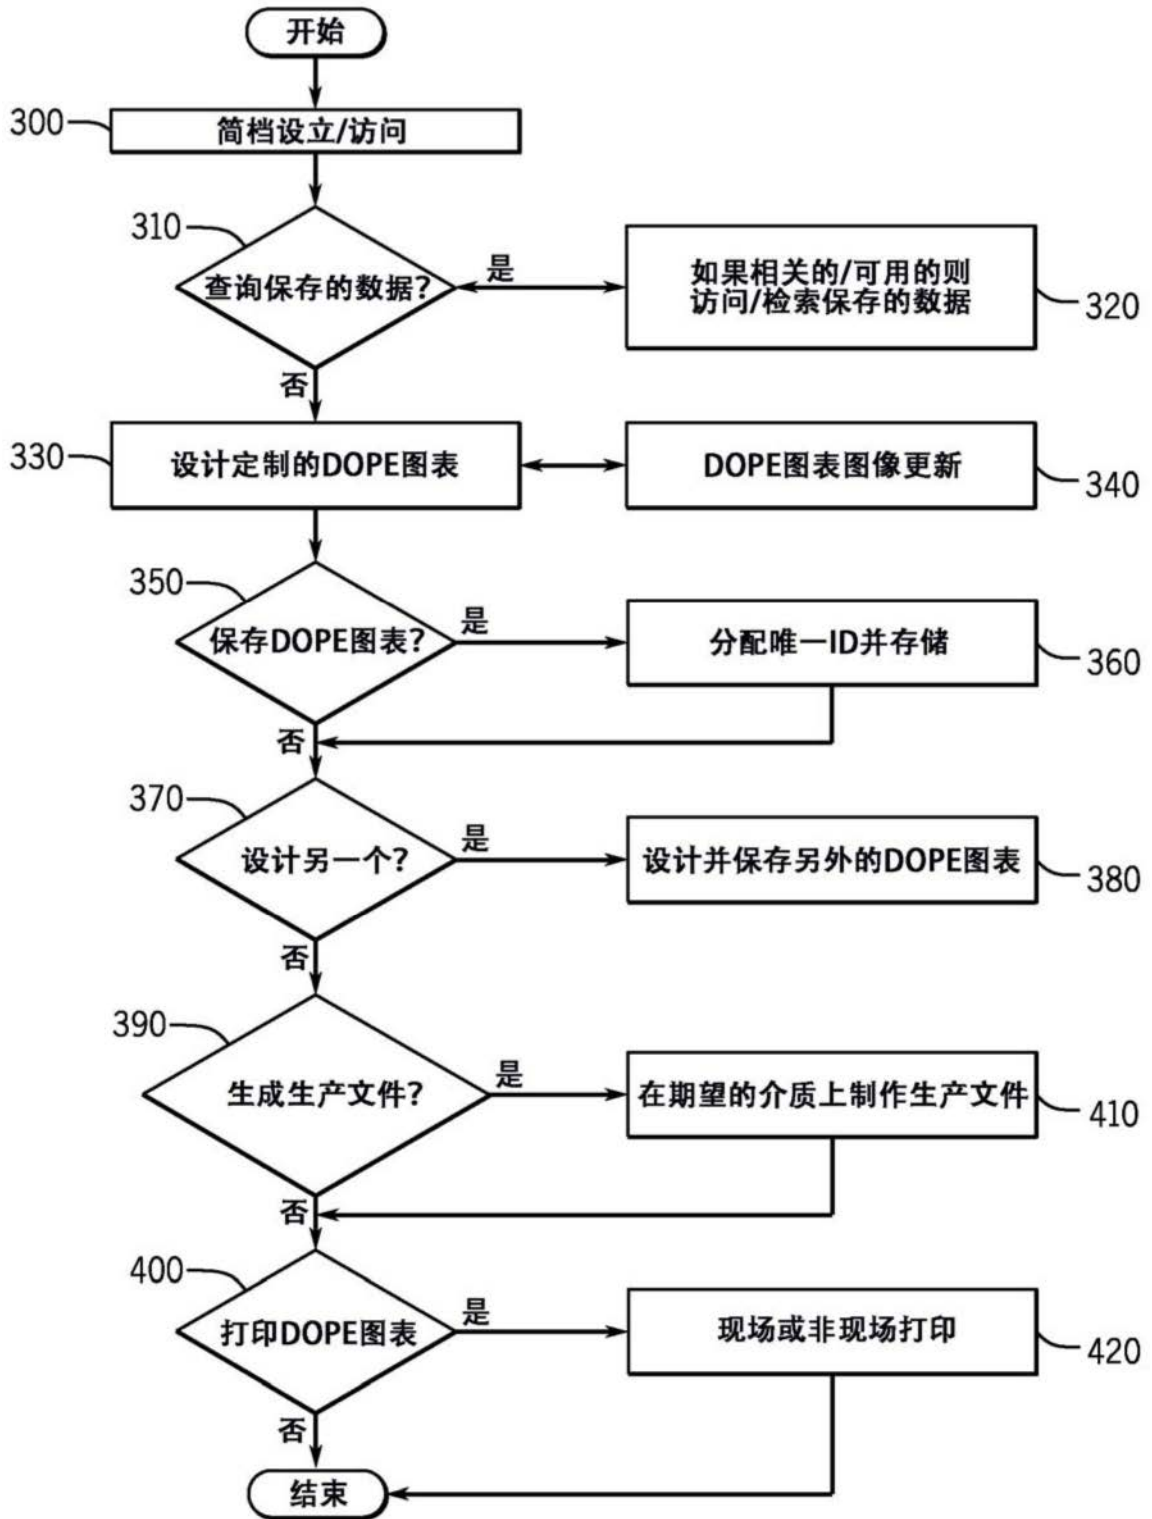 开始
300
简档设立/访问
310
查询保存的数据?
是
如果相关的/可用的则
访问/检索保存的数据
320
否
330
设计定制的DOPE图表
DOPE图表图像更新
340
350
保存DOPE图表?
是
分配唯一ID并存储
360
否
370
设计另一个?
是
设计并保存另外的DOPE图表
380
否
390
生成生产文件?
是
在期望的介质上制作生产文件
410
否
400
打印DOPE图表
是
现场或非现场打印
420
否
结束